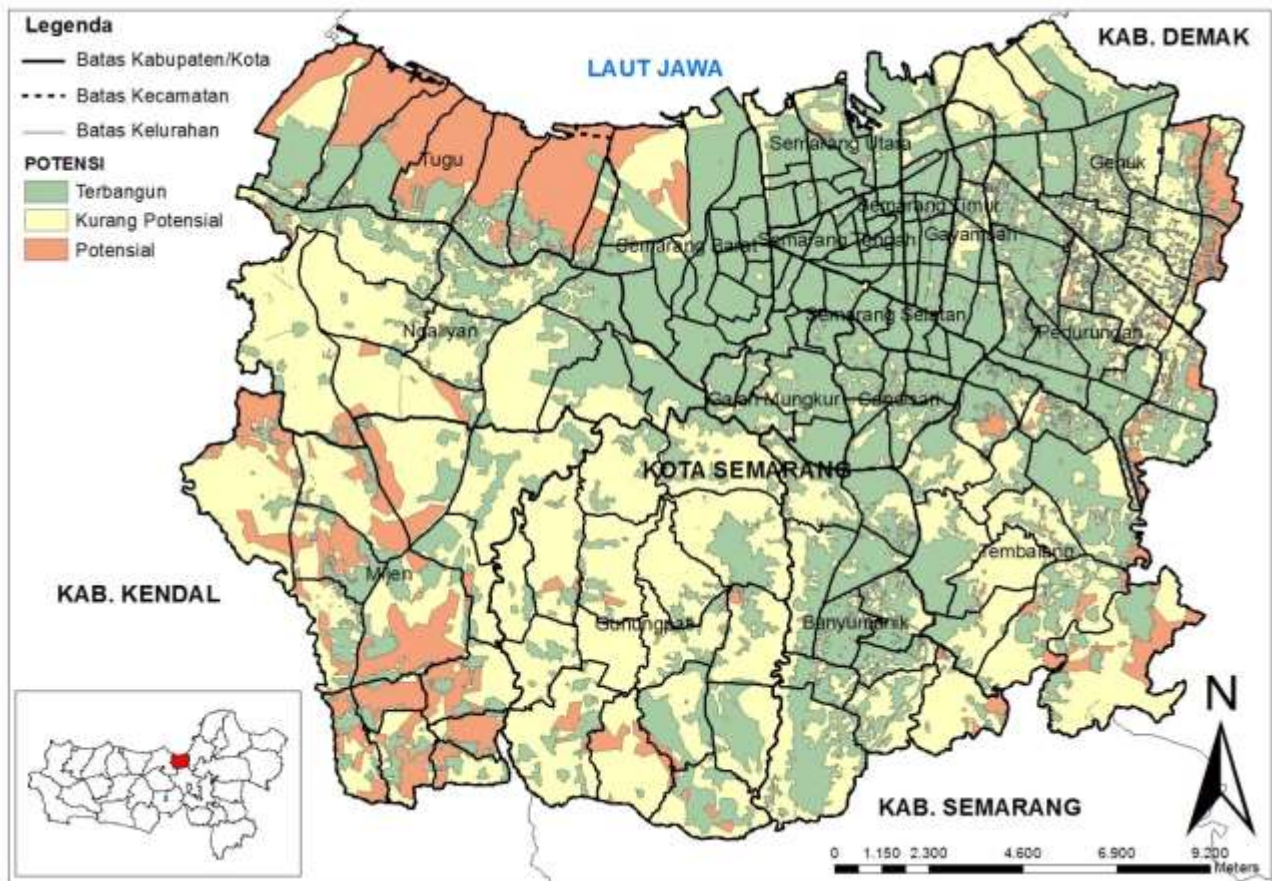 Legenda
Batas Kabupaten/Kota
Batas Kecamatan
Batas Kelurahan
POTENSI
Terbangun
Kurang Potensial
Potensial
LAUT JAWA
KAB. DEMAK
Tugu
Semarang Utara
Genuk
Semarang Timur
Semarang Barat
Semarang Tengah
Gayamsari
Ngaliyan
Semarang Selatan
Pedurungan
Gajah Mungkur
Candisari
KOTA SEMARANG
Tembalang
Mijen
KAB. KENDAL
Gunungpati
Banyumanik
N
KAB. SEMARANG
0 1.150 2.300 4.600 6.900 9.200
Meters